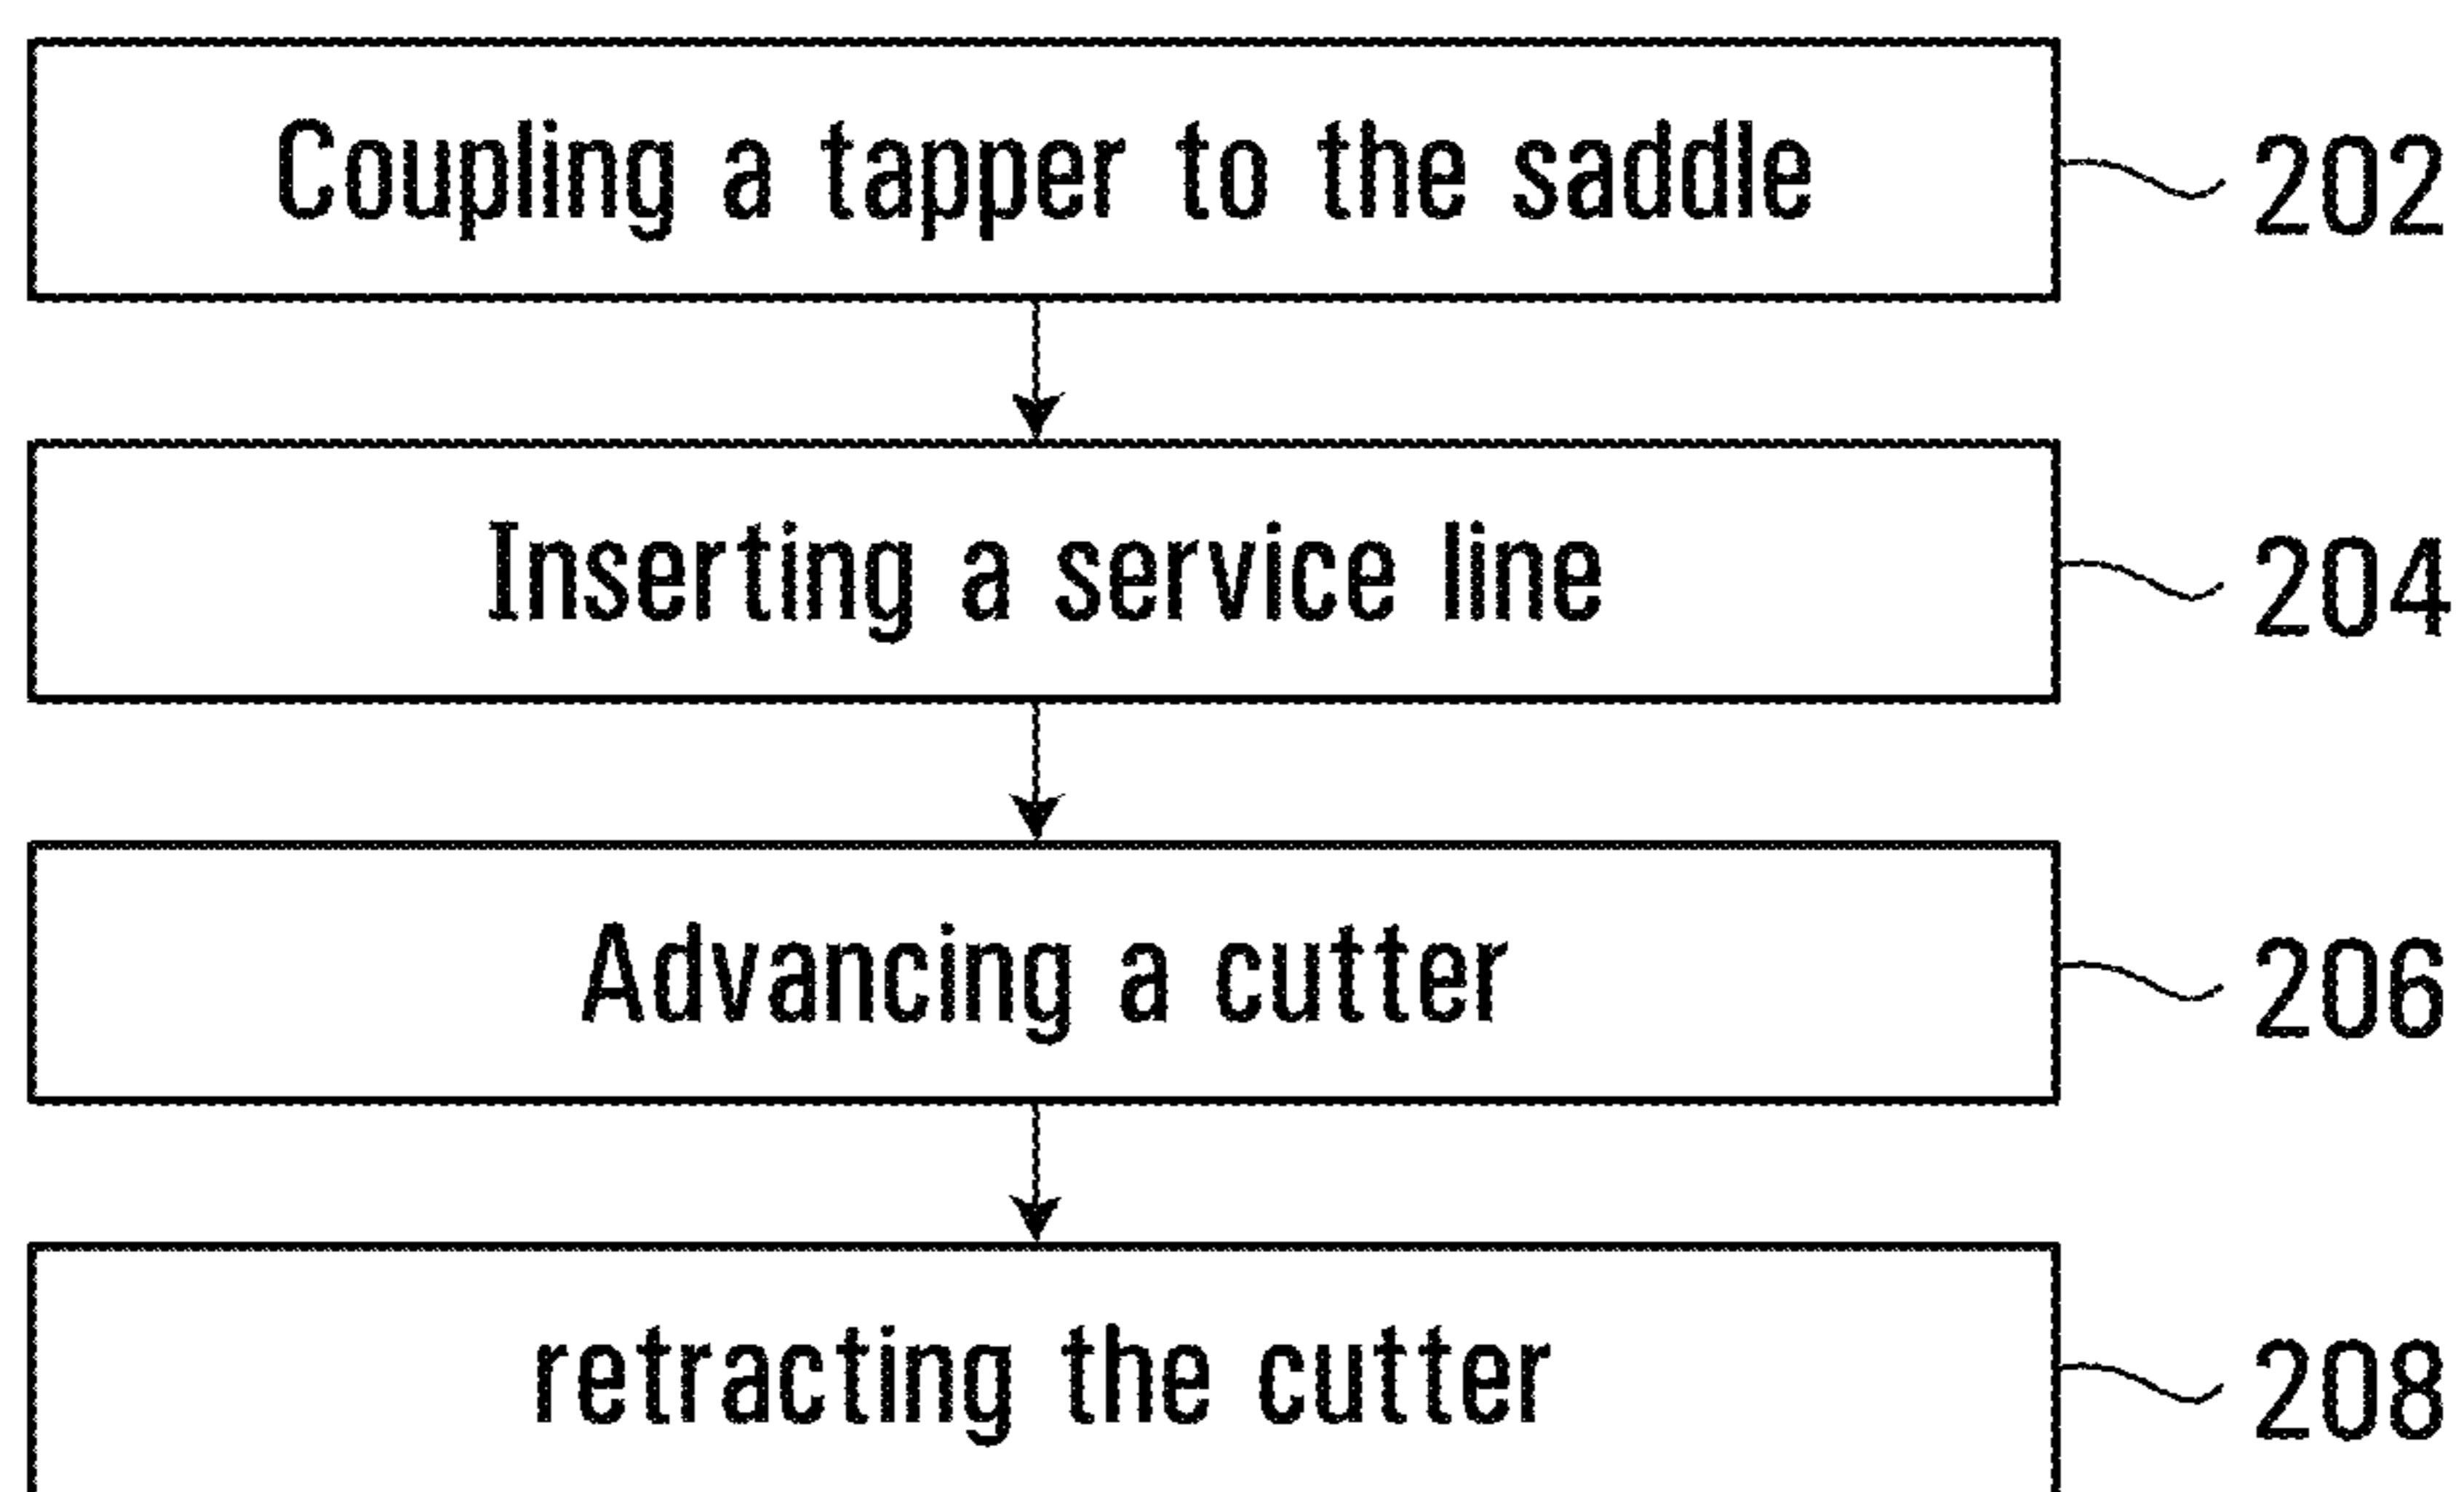 Coupling a tapper to the saddle 202
Inserting a service line 204
Advancing a cutter 206
retracting the cutter 208